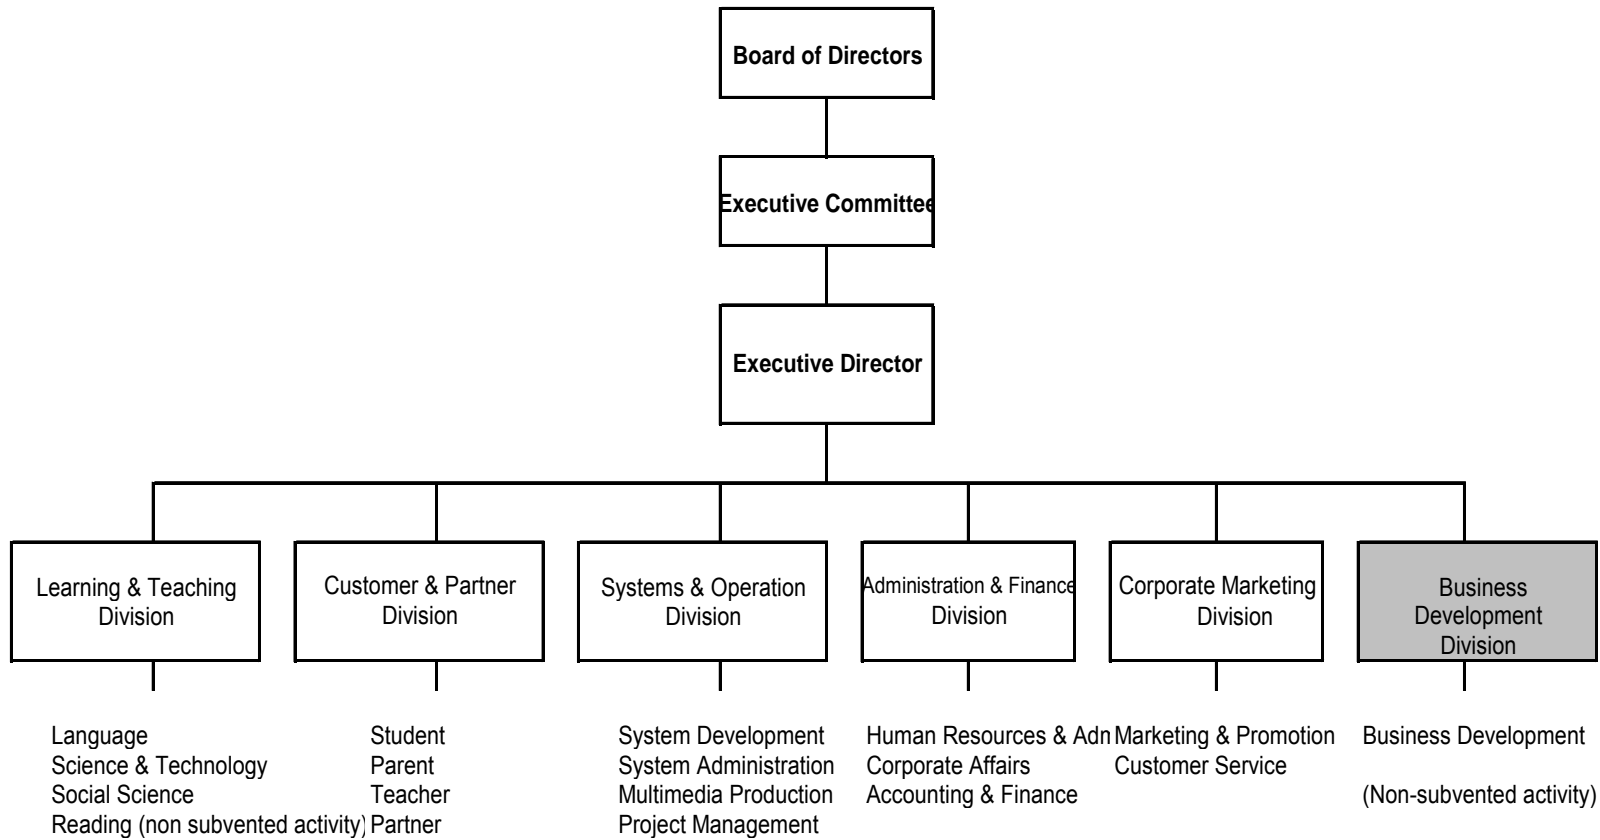 Board of Directors
Executive Committee
Executive Director
Learning & Teaching
Division
Customer & Partner
Division
Systems & Operation
Division
Administration & Finance
Division
Corporate Marketing
Division
Business
Development
Division
Language
Science & Technology
Social Science
Reading (non subvented activity)
Student
Parent
Teacher
Partner
System Development
System Administration
Multimedia Production
Project Management
Human Resources & Adm
Corporate Affairs
Accounting & Finance
Marketing & Promotion
Customer Service
Business Development
(Non-subvented activity)